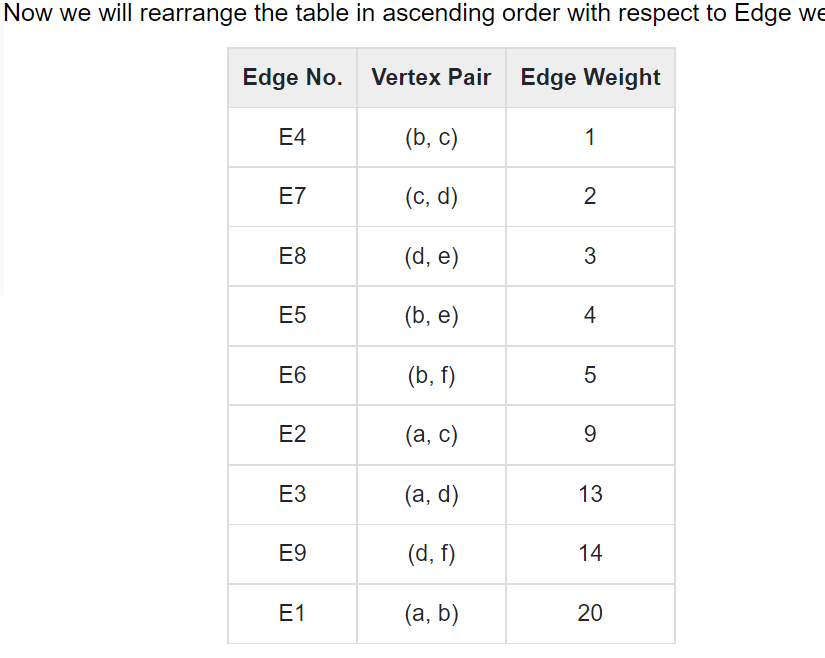 Now we will rearrange the table in ascending order with respect to Edge
Edge No. Vertex Pair Edge Weight
E4 (b, c) 1
E7 (c, d) 2
E8 (d, e) 3
E5 (b, e) 4
E6 (b, f) 5
E2 (a, c) 9
E3 (a, d) 13
E9 (d, f) 14
E1 (a, b) 20